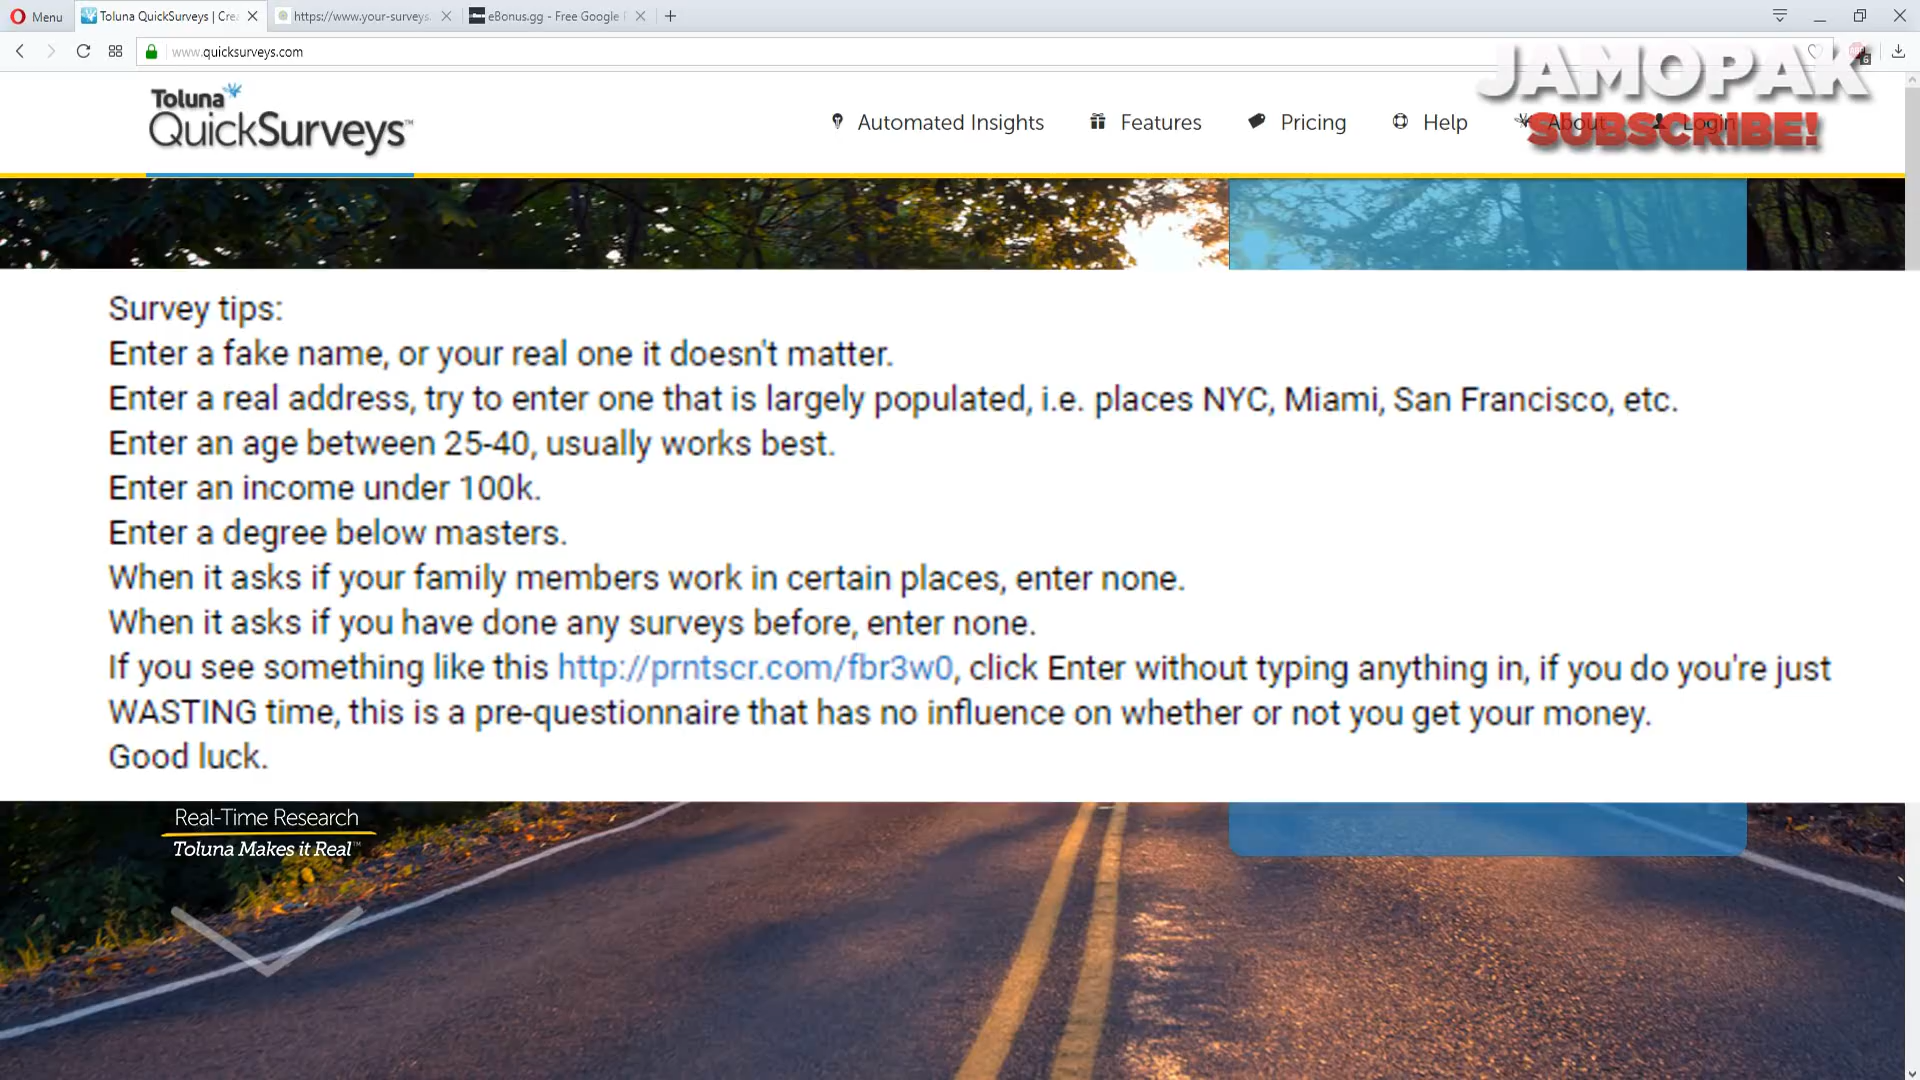 Menu
Toluna QuickSurveys | Cre
https://www.your-surveys.
eBonus.gg - Free Google
www.quicksurveys.com
JAMOPAK
SUBSCRIBE!
Toluna
QuickSurveys™
Automated Insights
Features
Pricing
Help
About
Login
Survey tips:
Enter a fake name, or your real one it doesn't matter.
Enter a real address, try to enter one that is largely populated, i.e. places NYC, Miami, San Francisco, etc.
Enter an age between 25-40, usually works best.
Enter an income under 100k.
Enter a degree below masters.
When it asks if your family members work in certain places, enter none.
When it asks if you have done any surveys before, enter none.
If you see something like this http://prntscr.com/fbr3w0, click Enter without typing anything in, if you do you're just
WASTING time, this is a pre-questionnaire that has no influence on whether or not you get your money.
Good luck.
Real-Time Research
Toluna Makes it Real™